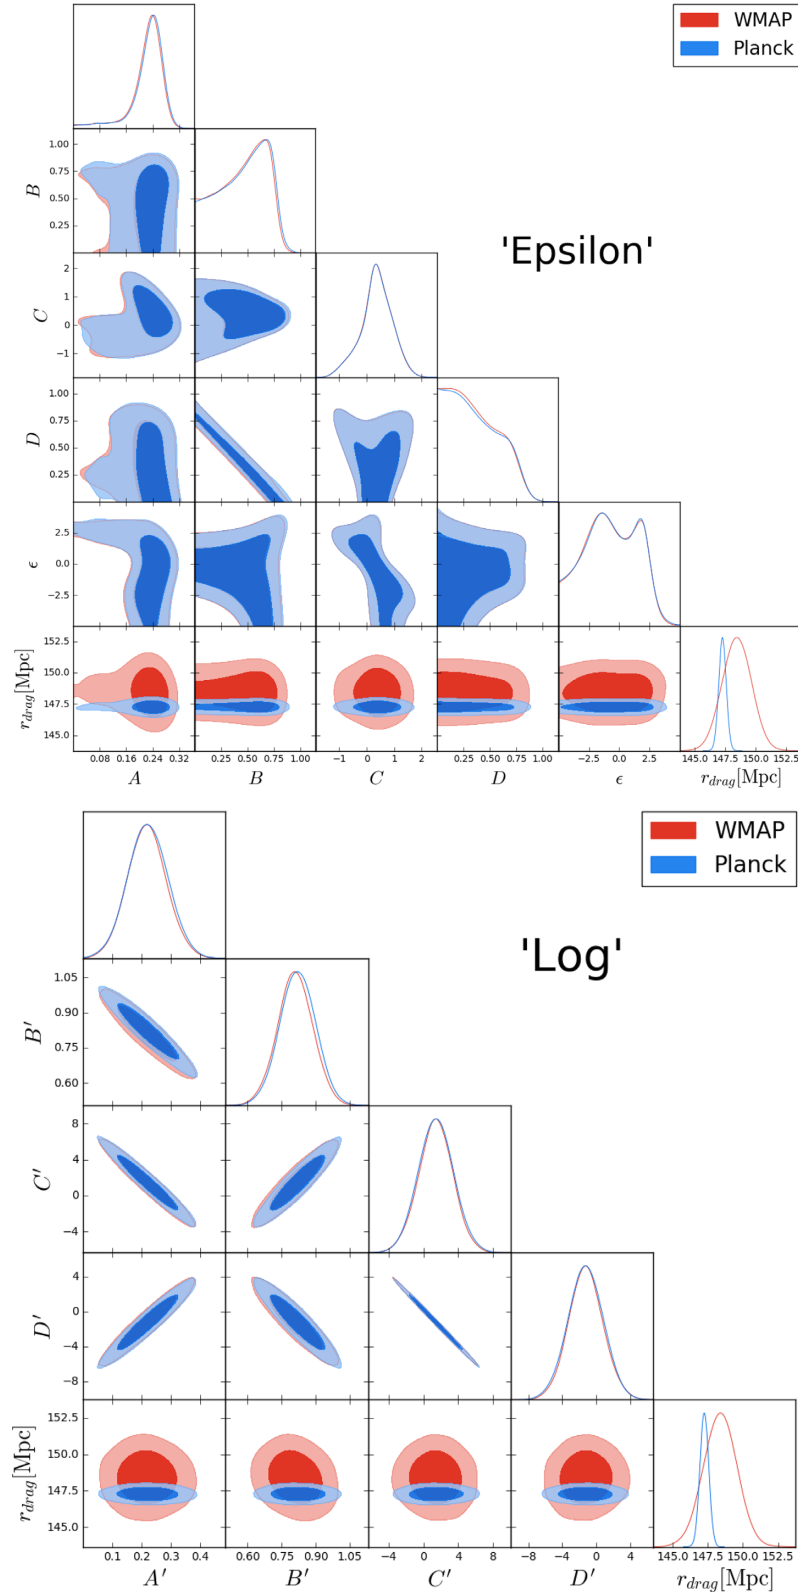 WMAP
Planck
'Epsilon'
1.00
0.75
0.50
0.25
B
2
1
0
−1
C
1.00
0.75
0.50
0.25
D
2.5
0.0
−2.5
ϵ
152.5
150.0
147.5
145.0
r_drag[Mpc]
0.08 0.16 0.24 0.32
0.25 0.50 0.75 1.00
−1 0 1 2
0.25 0.50 0.75 1.00
−2.5 0.0 2.5
145.0 147.5 150.0 152.5
A B C D ϵ r_drag[Mpc]
WMAP
Planck
'Log'
1.05
0.90
0.75
0.60
B′
8
4
0
−4
C′
4
0
−4
−8
D′
152.5
150.0
147.5
145.0
r_drag[Mpc]
0.1 0.2 0.3 0.4
0.60 0.75 0.90 1.05
−4 0 4 8
−8 −4 0 4
145.0 147.5 150.0 152.5
A′ B′ C′ D′ r_drag[Mpc]